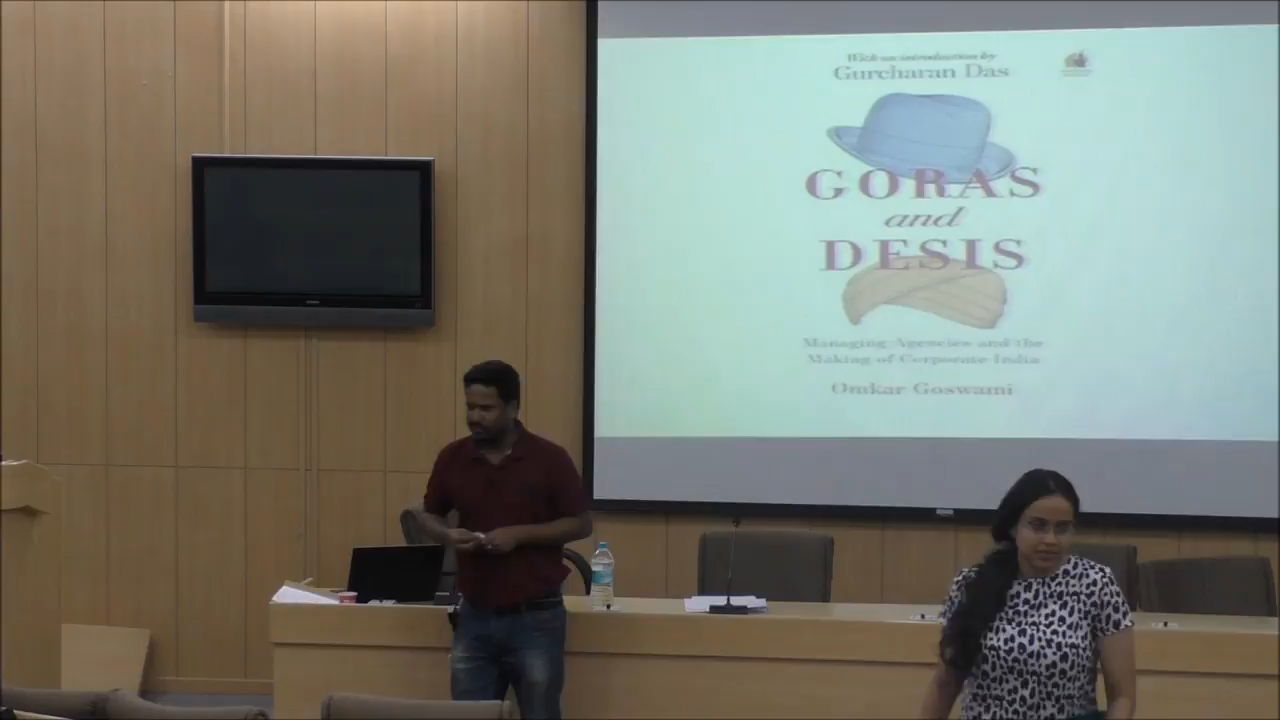 With an introduction by
Gurcharan Das
GORAS
and
DESIS
Managing Agencies and the
Making of Corporate India
Omkar Goswami